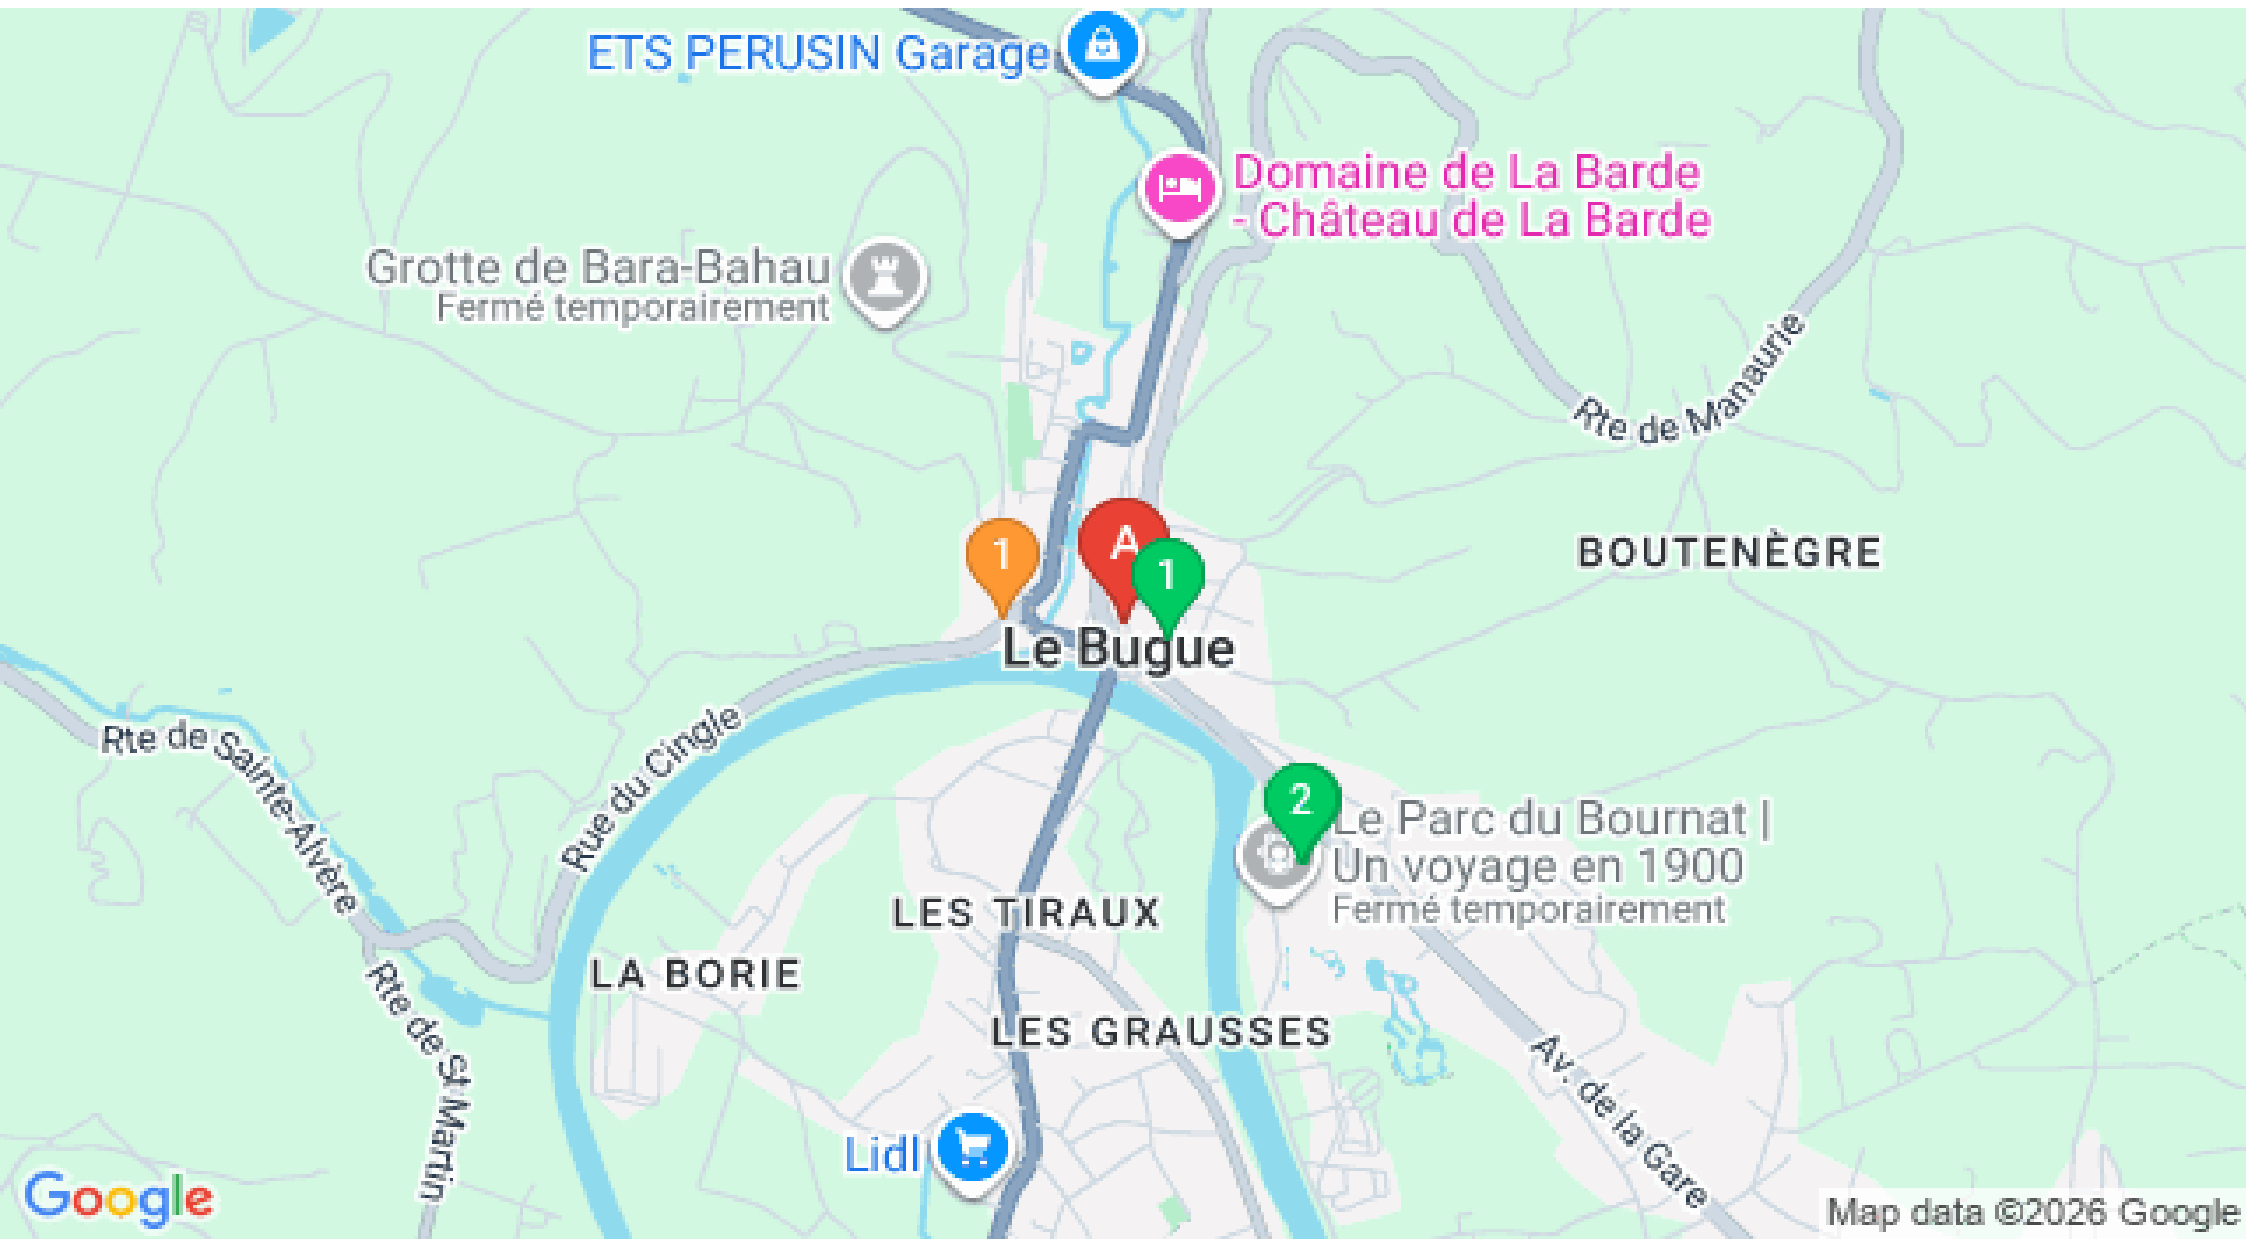 ETS PERUSIN Garage
Domaine de La Barde
- Château de La Barde
Grotte de Bara-Bahau
Fermé temporairement
Rte de Manaurie
A
1
1
BOUTENÈGRE
Le Bugue
Rte de Sainte-Alvère
Rue du Cingle
2
Le Parc du Bournat |
Un voyage en 1900
Fermé temporairement
LES TIRAUX
LA BORIE
Rte de St Martin
LES GRAUSSES
Av. de la Gare
Lidl
Google
Map data ©2026 Google